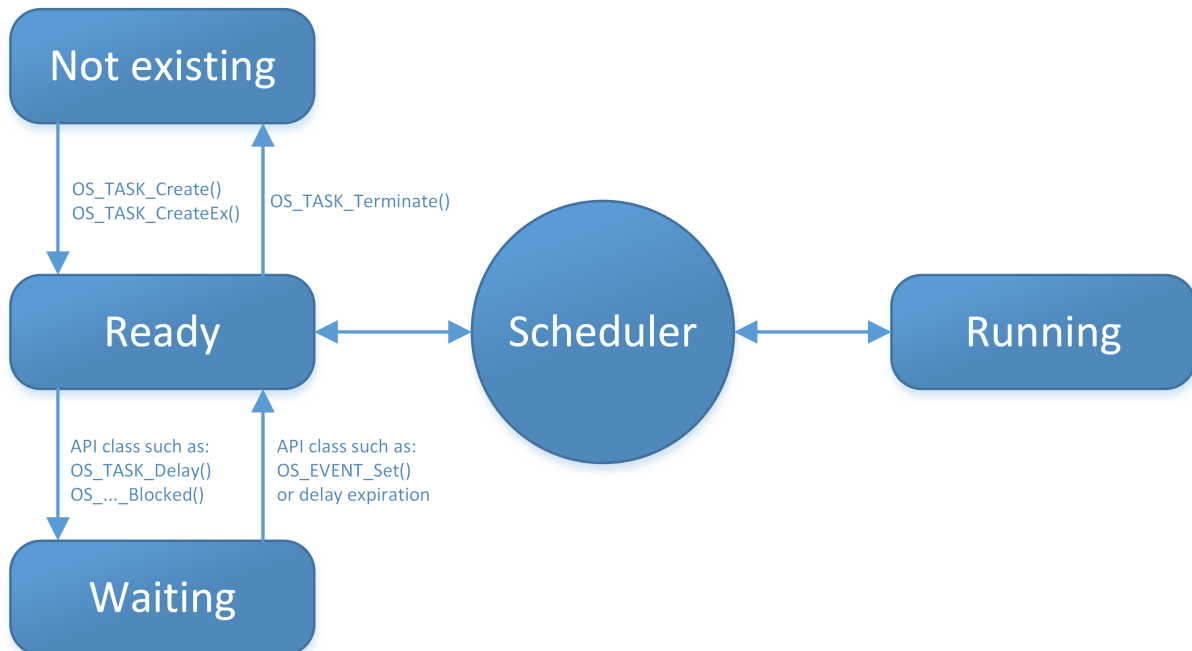 Not existing
OS_TASK_Create()
OS_TASK_CreateEx()
OS_TASK_Terminate()
Ready
Scheduler
Running
API class such as:
OS_TASK_Delay()
OS_..._Blocked()
API class such as:
OS_EVENT_Set()
or delay expiration
Waiting